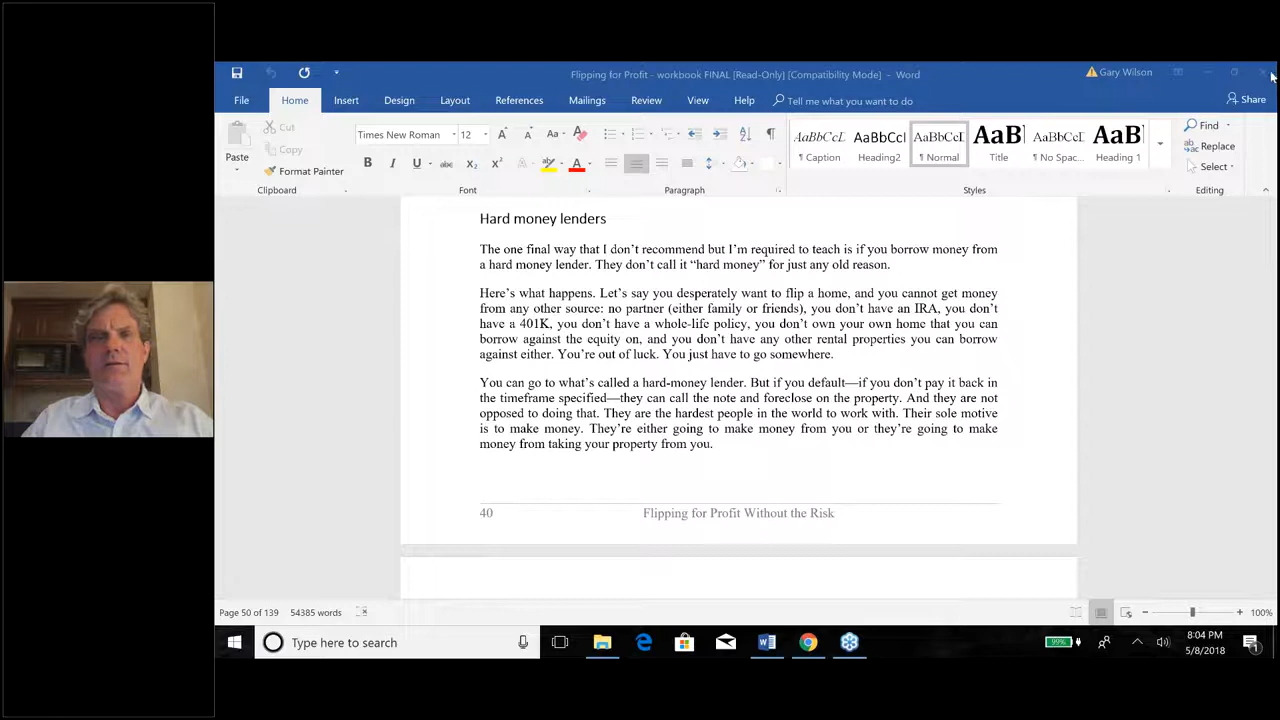 Flipping for Profit - workbook FINAL [Read-Only] [Compatibility Mode] - Word
Gary Wilson
File Home Insert Design Layout References Mailings Review View Help Tell me what you want to do Share
Paste
Cut
Copy
Format Painter
Clipboard
Times New Roman 12
Font
Paragraph
AaBbCcD ¶ Caption
AaBbCcI Heading2
AaBbCcD ¶ Normal
AaB Title
AaBbCcD ¶ No Spac...
AaB Heading 1
Styles
Find
Replace
Select
Editing
Hard money lenders
The one final way that I don’t recommend but I’m required to teach is if you borrow money from
a hard money lender. They don’t call it “hard money” for just any old reason.
Here’s what happens. Let’s say you desperately want to flip a home, and you cannot get money
from any other source: no partner (either family or friends), you don’t have an IRA, you don’t
have a 401K, you don’t have a whole-life policy, you don’t own your own home that you can
borrow against the equity on, and you don’t have any other rental properties you can borrow
against either. You’re out of luck. You just have to go somewhere.
You can go to what’s called a hard-money lender. But if you default—if you don’t pay it back in
the timeframe specified—they can call the note and foreclose on the property. And they are not
opposed to doing that. They are the hardest people in the world to work with. Their sole motive
is to make money. They’re either going to make money from you or they’re going to make
money from taking your property from you.
40 Flipping for Profit Without the Risk
Page 50 of 139 54385 words 100%
Type here to search
99%
8:04 PM
5/8/2018
1